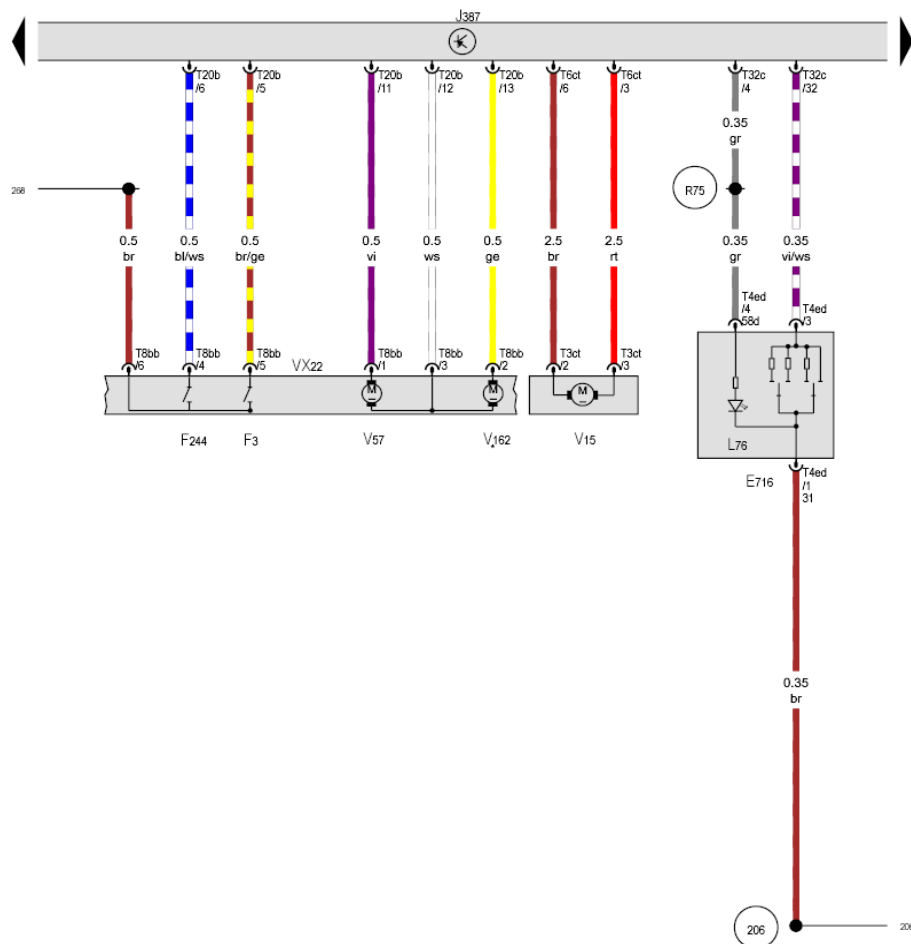 J387
T20b
/6
T20b
/5
T20b
/11
T20b
/12
T20b
/13
T6ct
/6
T6ct
/3
T32c
/4
T32c
/32
0.35
gr
268
R75
0.5
br
0.5
bl/ws
0.5
br/ge
0.5
vi
0.5
ws
0.5
ge
2.5
br
2.5
rt
0.35
gr
0.35
vi/ws
T4ed
/4
58d
T4ed
/3
T8bb
/6
T8bb
/4
T8bb
/5
VX22
T8bb
/1
T8bb
/3
T8bb
/2
T3ct
/2
T3ct
/3
M
M
M
F244
F3
V57
V*162
V15
L76
E716
T4ed
/1
31
0.35
br
206